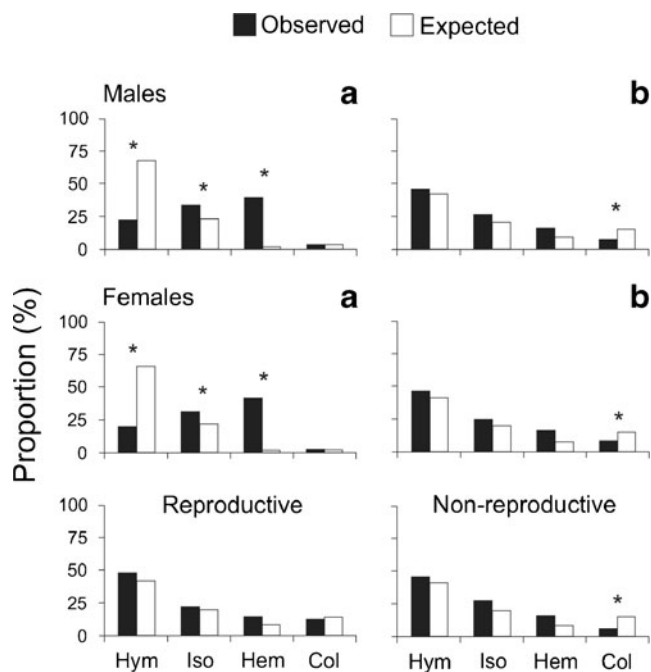 Observed Expected
Males a b
100
75
50
25
0
* * * *
Females a b
100
75
50
25
0
* * * *
Reproductive Non-reproductive
100
75
50
25
0
*
Hym Iso Hem Col Hym Iso Hem Col
Proportion (%)